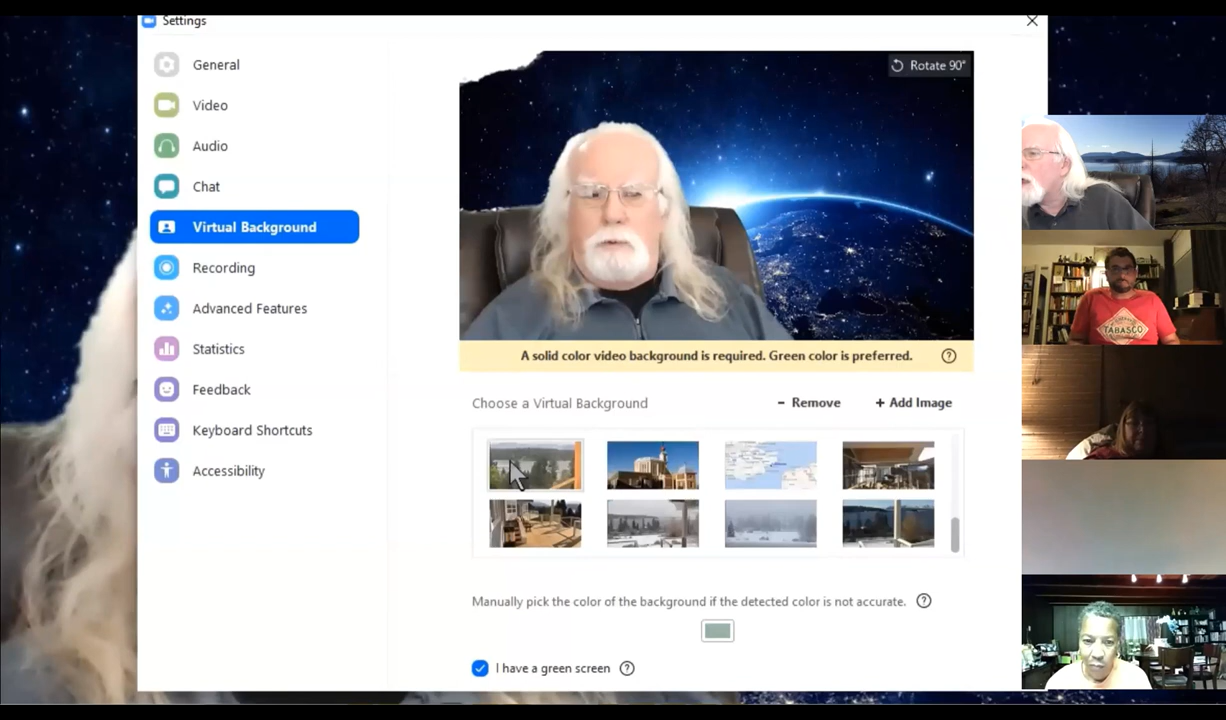 Settings
General
Video
Audio
Chat
Virtual Background
Recording
Advanced Features
Statistics
Feedback
Keyboard Shortcuts
Accessibility
Rotate 90°
A solid color video background is required. Green color is preferred.
Choose a Virtual Background
- Remove
+ Add Image
Manually pick the color of the background if the detected color is not accurate.
I have a green screen
TABASCO